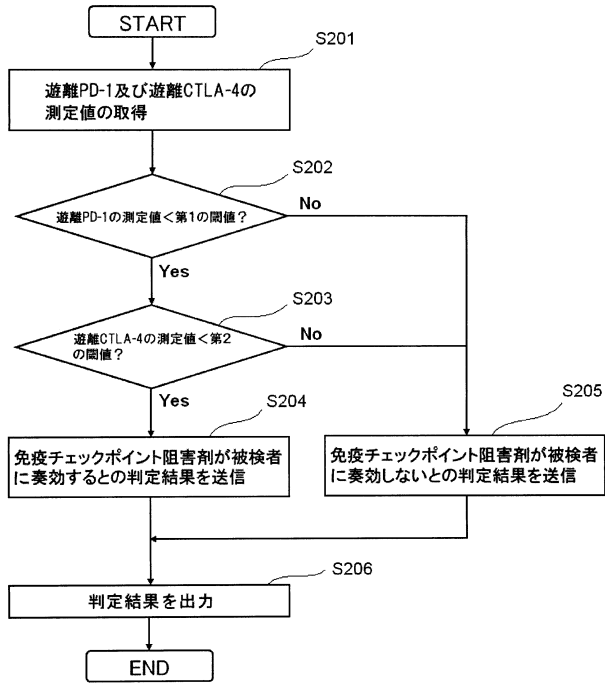 START
S201
遊離PD-1及び遊離CTLA-4の
測定値の取得
S202
遊離PD-1の測定値<第1の閾値?
No
Yes
S203
遊離CTLA-4の測定値<第2
の閾値?
No
Yes
S204
免疫チェックポイント阻害剤が被検者
に奏効するとの判定結果を送信
S205
免疫チェックポイント阻害剤が被検者
に奏効しないとの判定結果を送信
S206
判定結果を出力
END